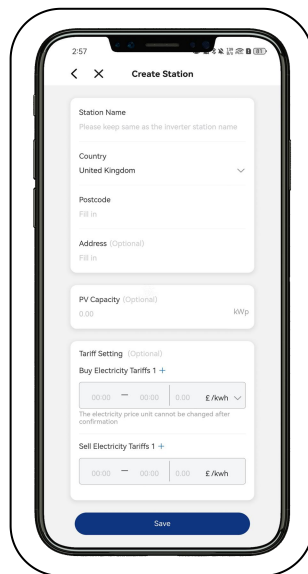 2:57
Create Station
Station Name
Please keep same as the inverter station name
Country
United Kingdom
Postcode
Fill in
Address (Optional)
Fill in
PV Capacity (Optional)
0.00 kWp
Tariff Setting (Optional)
Buy Electricity Tariffs 1 +
00:00 — 00:00 0.00 £/kwh
The electricity price unit cannot be changed after
confirmation
Sell Electricity Tariffs 1 +
00:00 — 00:00 0.00 £/kwh
Save